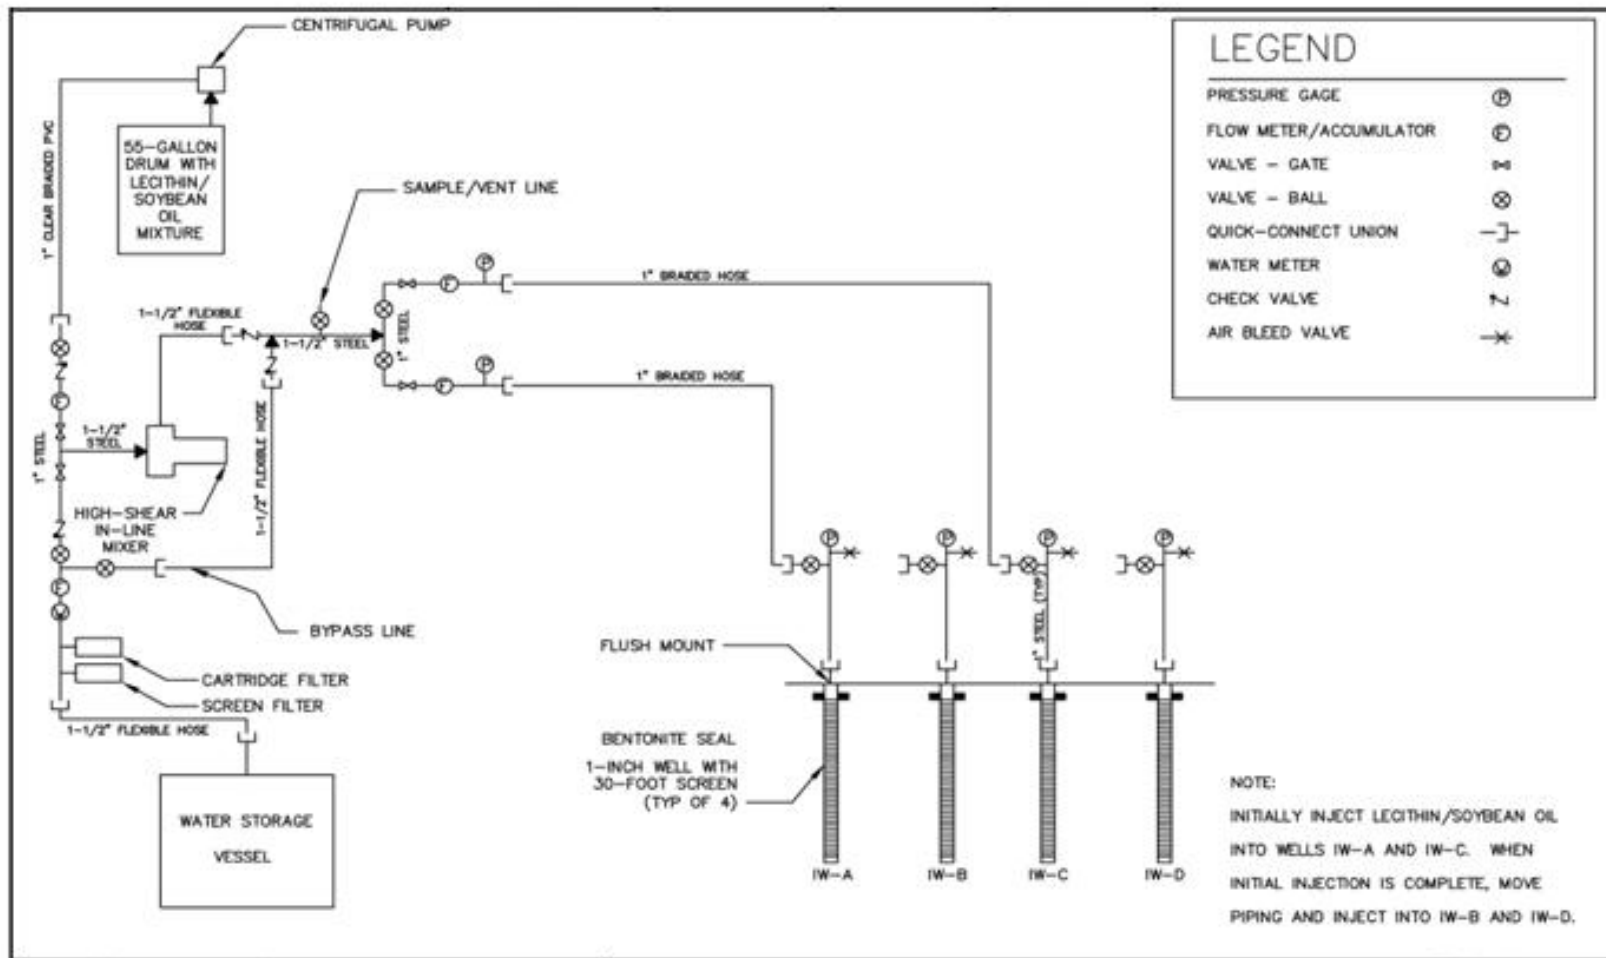 CENTRIFUGAL PUMP
55-GALLON
DRUM WITH
LECITHIN/
SOYBEAN
OIL
MIXTURE
1" CLEAR BRAIDED PVC
SAMPLE/VENT LINE
1-1/2" FLEXIBLE
HOSE
1-1/2" STEEL
1" STEEL
P
F
1" BRAIDED HOSE
P
F
1" BRAIDED HOSE
F
1-1/2"
STEEL
1" STEEL
1-1/2" FLEXIBLE HOSE
HIGH-SHEAR
IN-LINE
MIXER
F
W
BYPASS LINE
CARTRIDGE FILTER
SCREEN FILTER
1-1/2" FLEXIBLE HOSE
WATER STORAGE
VESSEL
P
P
P
P
1" STEEL (TYP)
FLUSH MOUNT
BENTONITE SEAL
1-INCH WELL WITH
30-FOOT SCREEN
(TYP OF 4)
IW-A
IW-B
IW-C
IW-D
LEGEND
PRESSURE GAGE P
FLOW METER/ACCUMULATOR F
VALVE - GATE
VALVE - BALL
QUICK-CONNECT UNION
WATER METER W
CHECK VALVE
AIR BLEED VALVE
NOTE:
INITIALLY INJECT LECITHIN/SOYBEAN OIL
INTO WELLS IW-A AND IW-C. WHEN
INITIAL INJECTION IS COMPLETE, MOVE
PIPING AND INJECT INTO IW-B AND IW-D.